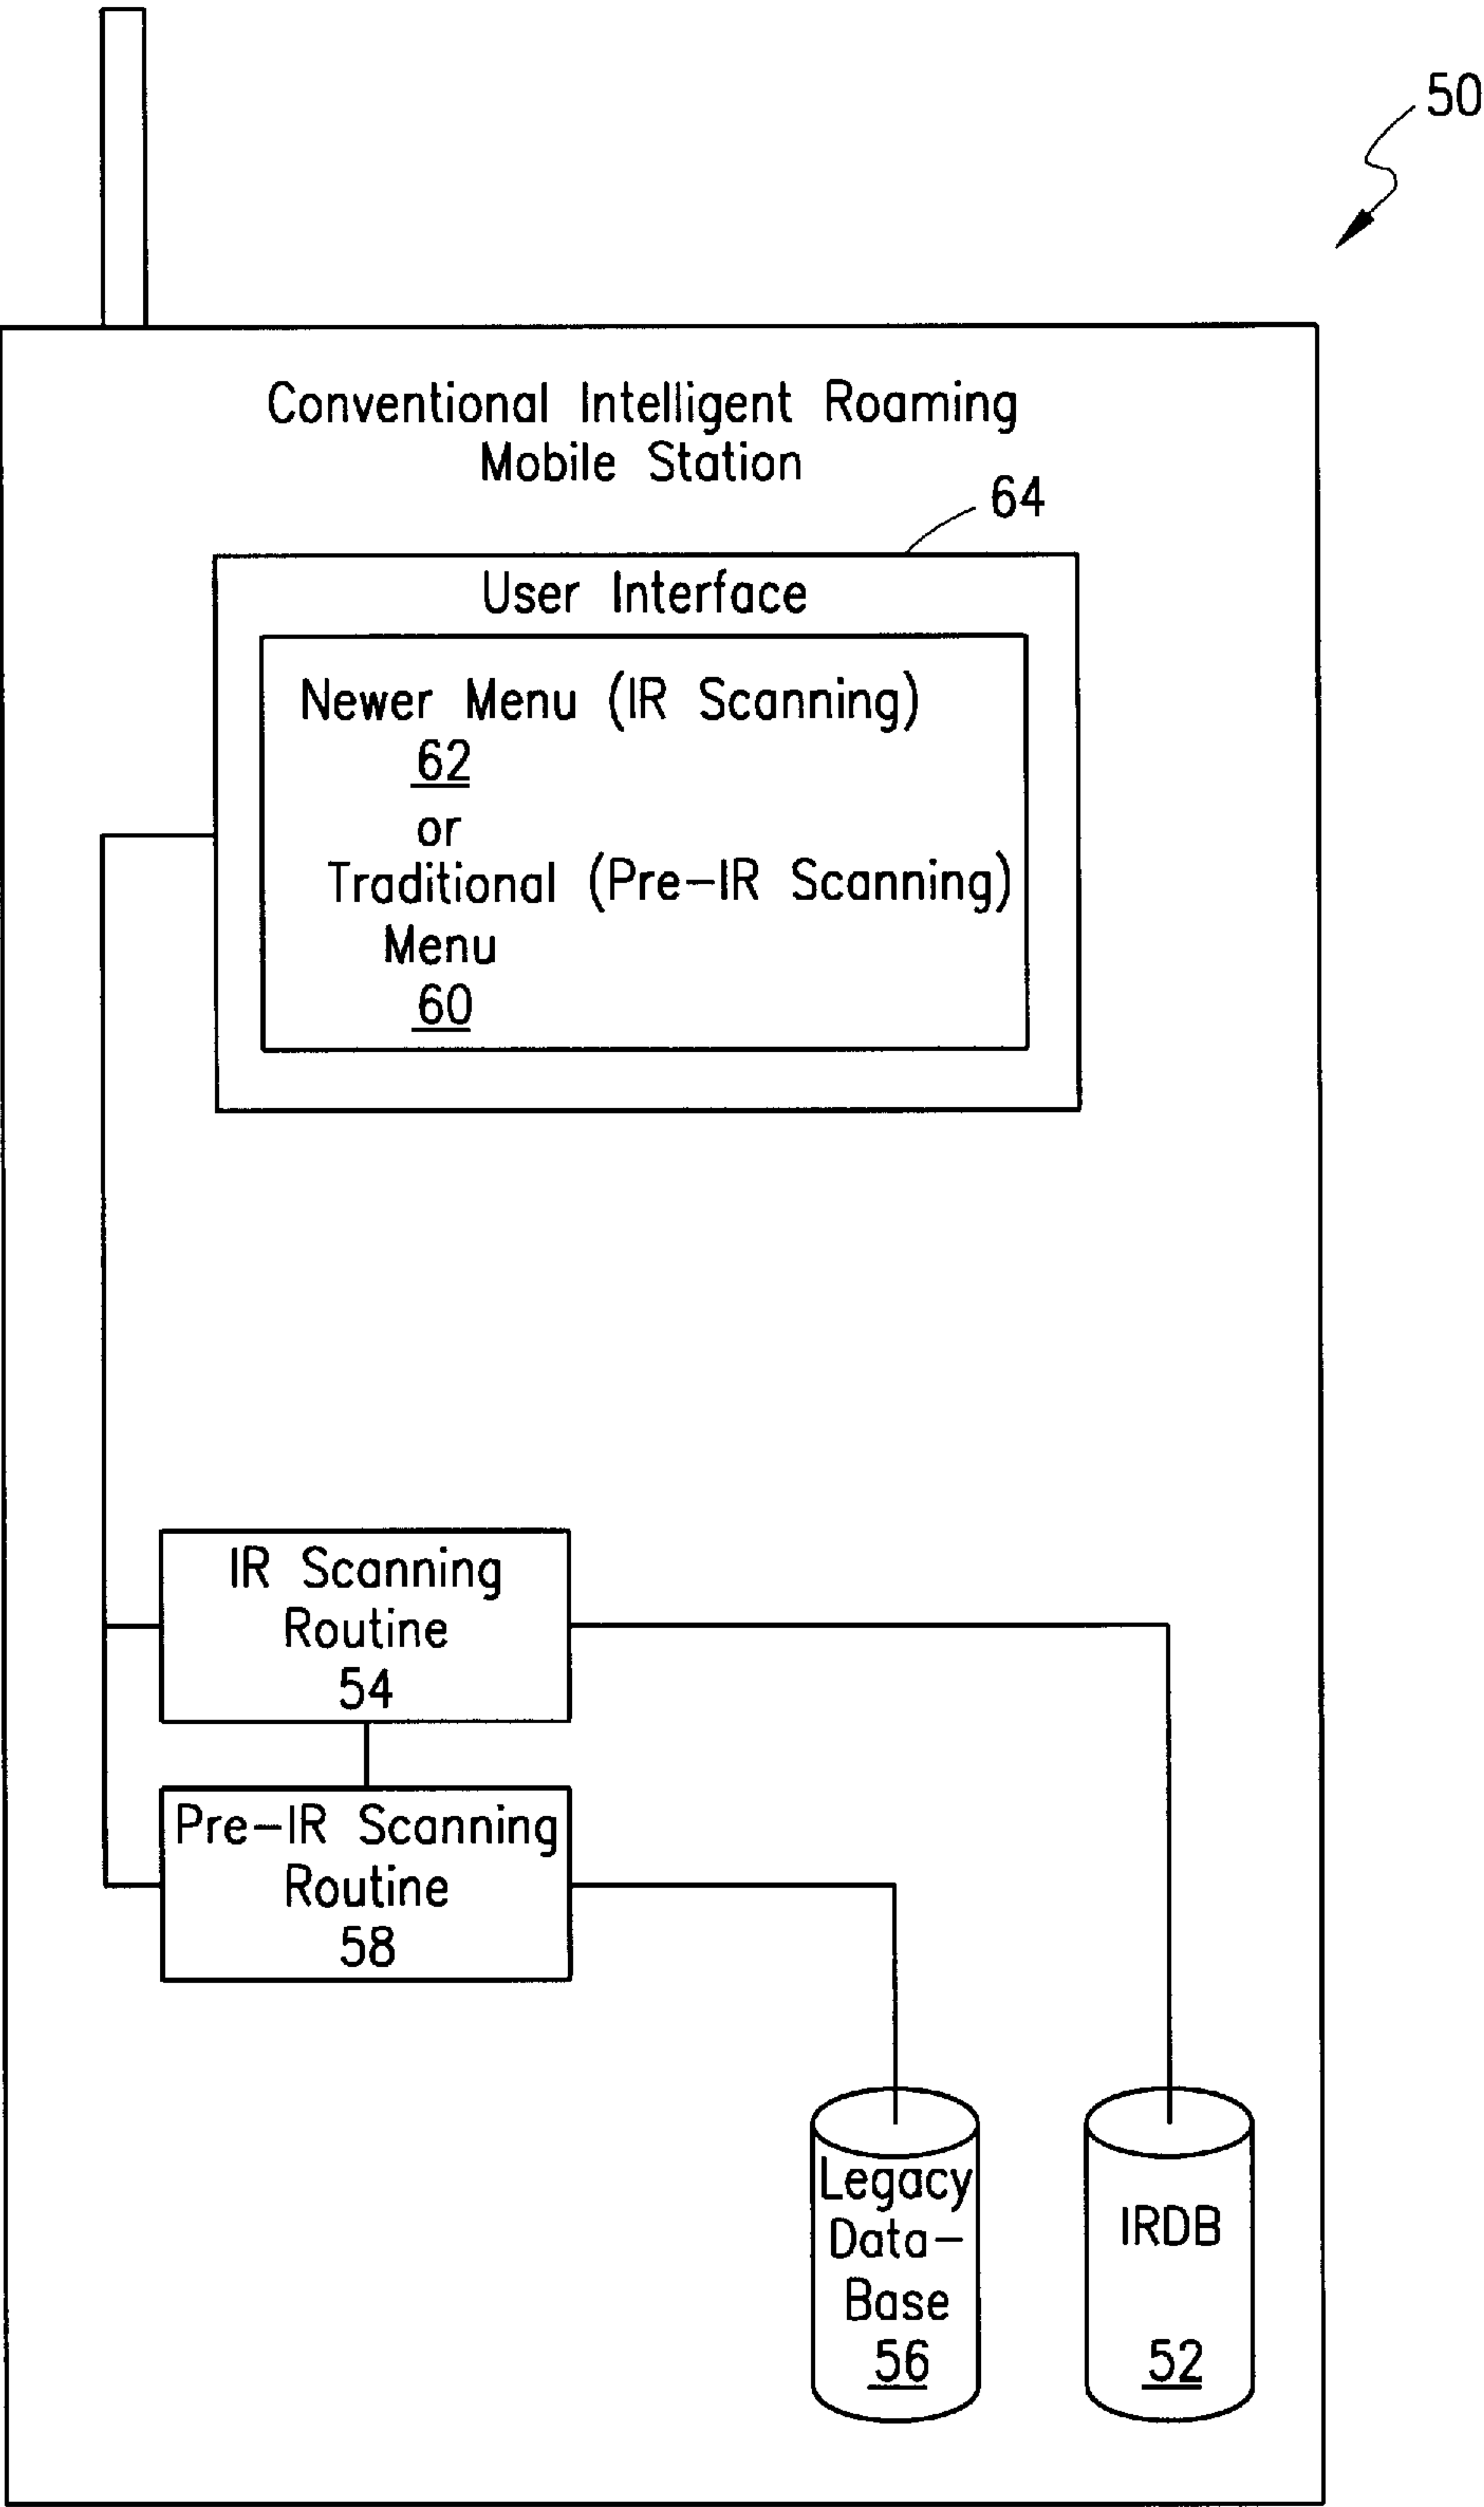 50
Conventional Intelligent Roaming
Mobile Station
64
User Interface
Newer Menu (IR Scanning)
62
or
Traditional (Pre-IR Scanning)
Menu
60
IR Scanning
Routine
54
Pre-IR Scanning
Routine
58
Legacy
Data-
Base
56
IRDB
52